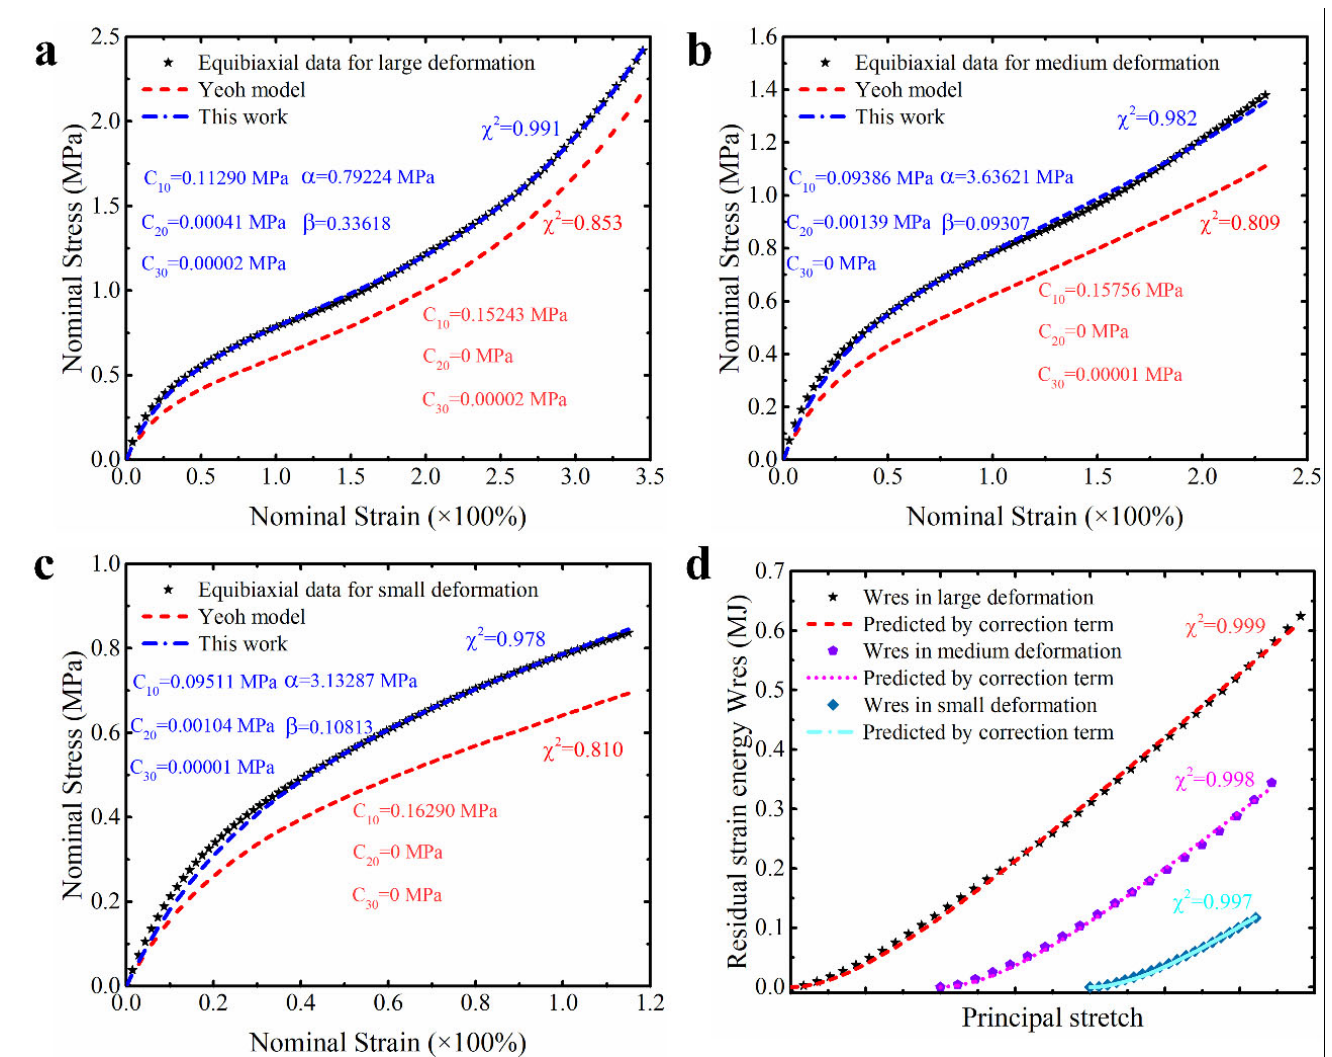 a
Equibiaxial data for large deformation
Yeoh model
This work
χ²=0.991
C₁₀=0.11290 MPa α=0.79224 MPa
C₂₀=0.00041 MPa β=0.33618
C₃₀=0.00002 MPa
χ²=0.853
C₁₀=0.15243 MPa
C₂₀=0 MPa
C₃₀=0.00002 MPa
Nominal Stress (MPa)
2.5
2.0
1.5
1.0
0.5
0.0
0.0 0.5 1.0 1.5 2.0 2.5 3.0 3.5
Nominal Strain (×100%)
b
Equibiaxial data for medium deformation
Yeoh model
This work
χ²=0.982
C₁₀=0.09386 MPa α=3.63621 MPa
C₂₀=0.00139 MPa β=0.09307
C₃₀=0 MPa
χ²=0.809
C₁₀=0.15756 MPa
C₂₀=0 MPa
C₃₀=0.00001 MPa
Nominal Stress (MPa)
1.6
1.4
1.2
1.0
0.8
0.6
0.4
0.2
0.0
0.0 0.5 1.0 1.5 2.0 2.5
Nominal Strain (×100%)
c
Equibiaxial data for small deformation
Yeoh model
This work
χ²=0.978
C₁₀=0.09511 MPa α=3.13287 MPa
C₂₀=0.00104 MPa β=0.10813
C₃₀=0.00001 MPa
χ²=0.810
C₁₀=0.16290 MPa
C₂₀=0 MPa
C₃₀=0 MPa
Nominal Stress (MPa)
1.0
0.8
0.6
0.4
0.2
0.0
0.0 0.2 0.4 0.6 0.8 1.0 1.2
Nominal Strain (×100%)
d
Wres in large deformation
Predicted by correction term
Wres in medium deformation
Predicted by correction term
Wres in small deformation
Predicted by correction term
χ²=0.999
χ²=0.998
χ²=0.997
Residual strain energy Wres (MJ)
0.7
0.6
0.5
0.4
0.3
0.2
0.1
0.0
Principal stretch